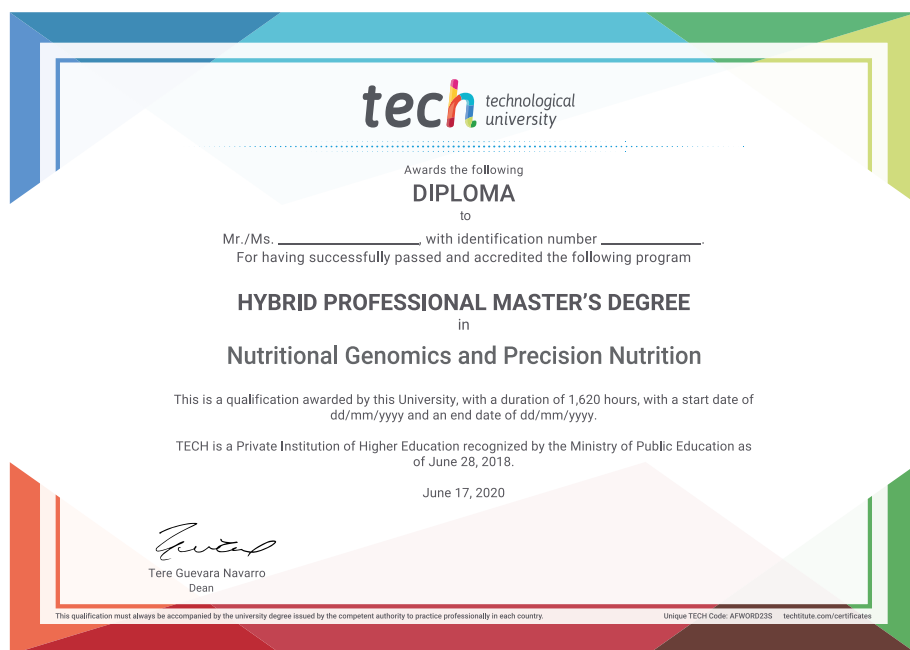 tech technological
university
Awards the following
DIPLOMA
to
Mr./Ms. ____________________, with identification number ______________.
For having successfully passed and accredited the following program
HYBRID PROFESSIONAL MASTER'S DEGREE
in
Nutritional Genomics and Precision Nutrition
This is a qualification awarded by this University, with a duration of 1,620 hours, with a start date of
dd/mm/yyyy and an end date of dd/mm/yyyy.
TECH is a Private Institution of Higher Education recognized by the Ministry of Public Education as
of June 28, 2018.
June 17, 2020
Tere Guevara Navarro
Dean
This qualification must always be accompanied by the university degree issued by the competent authority to practice professionally in each country. Unique TECH Code: AFWORD23S techtitute.com/certificates